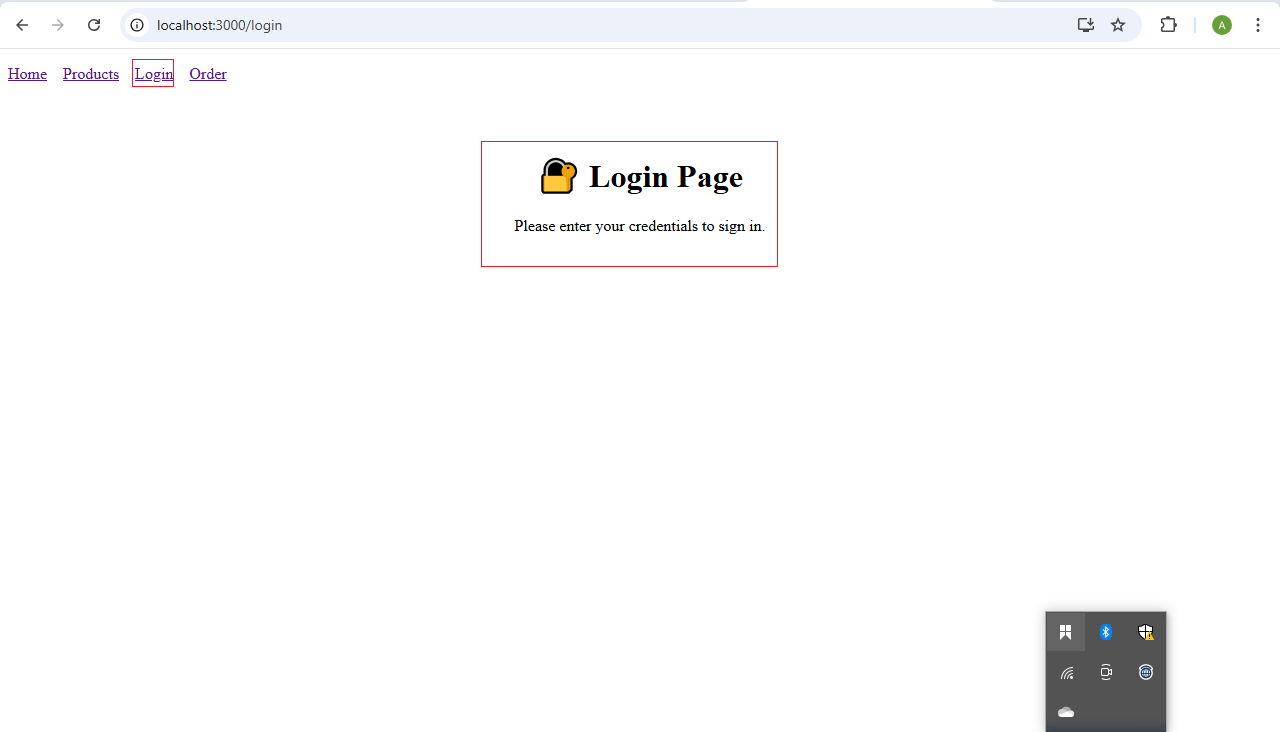 localhost:3000/login
A
Home Products Login Order
Login Page
Please enter your credentials to sign in.